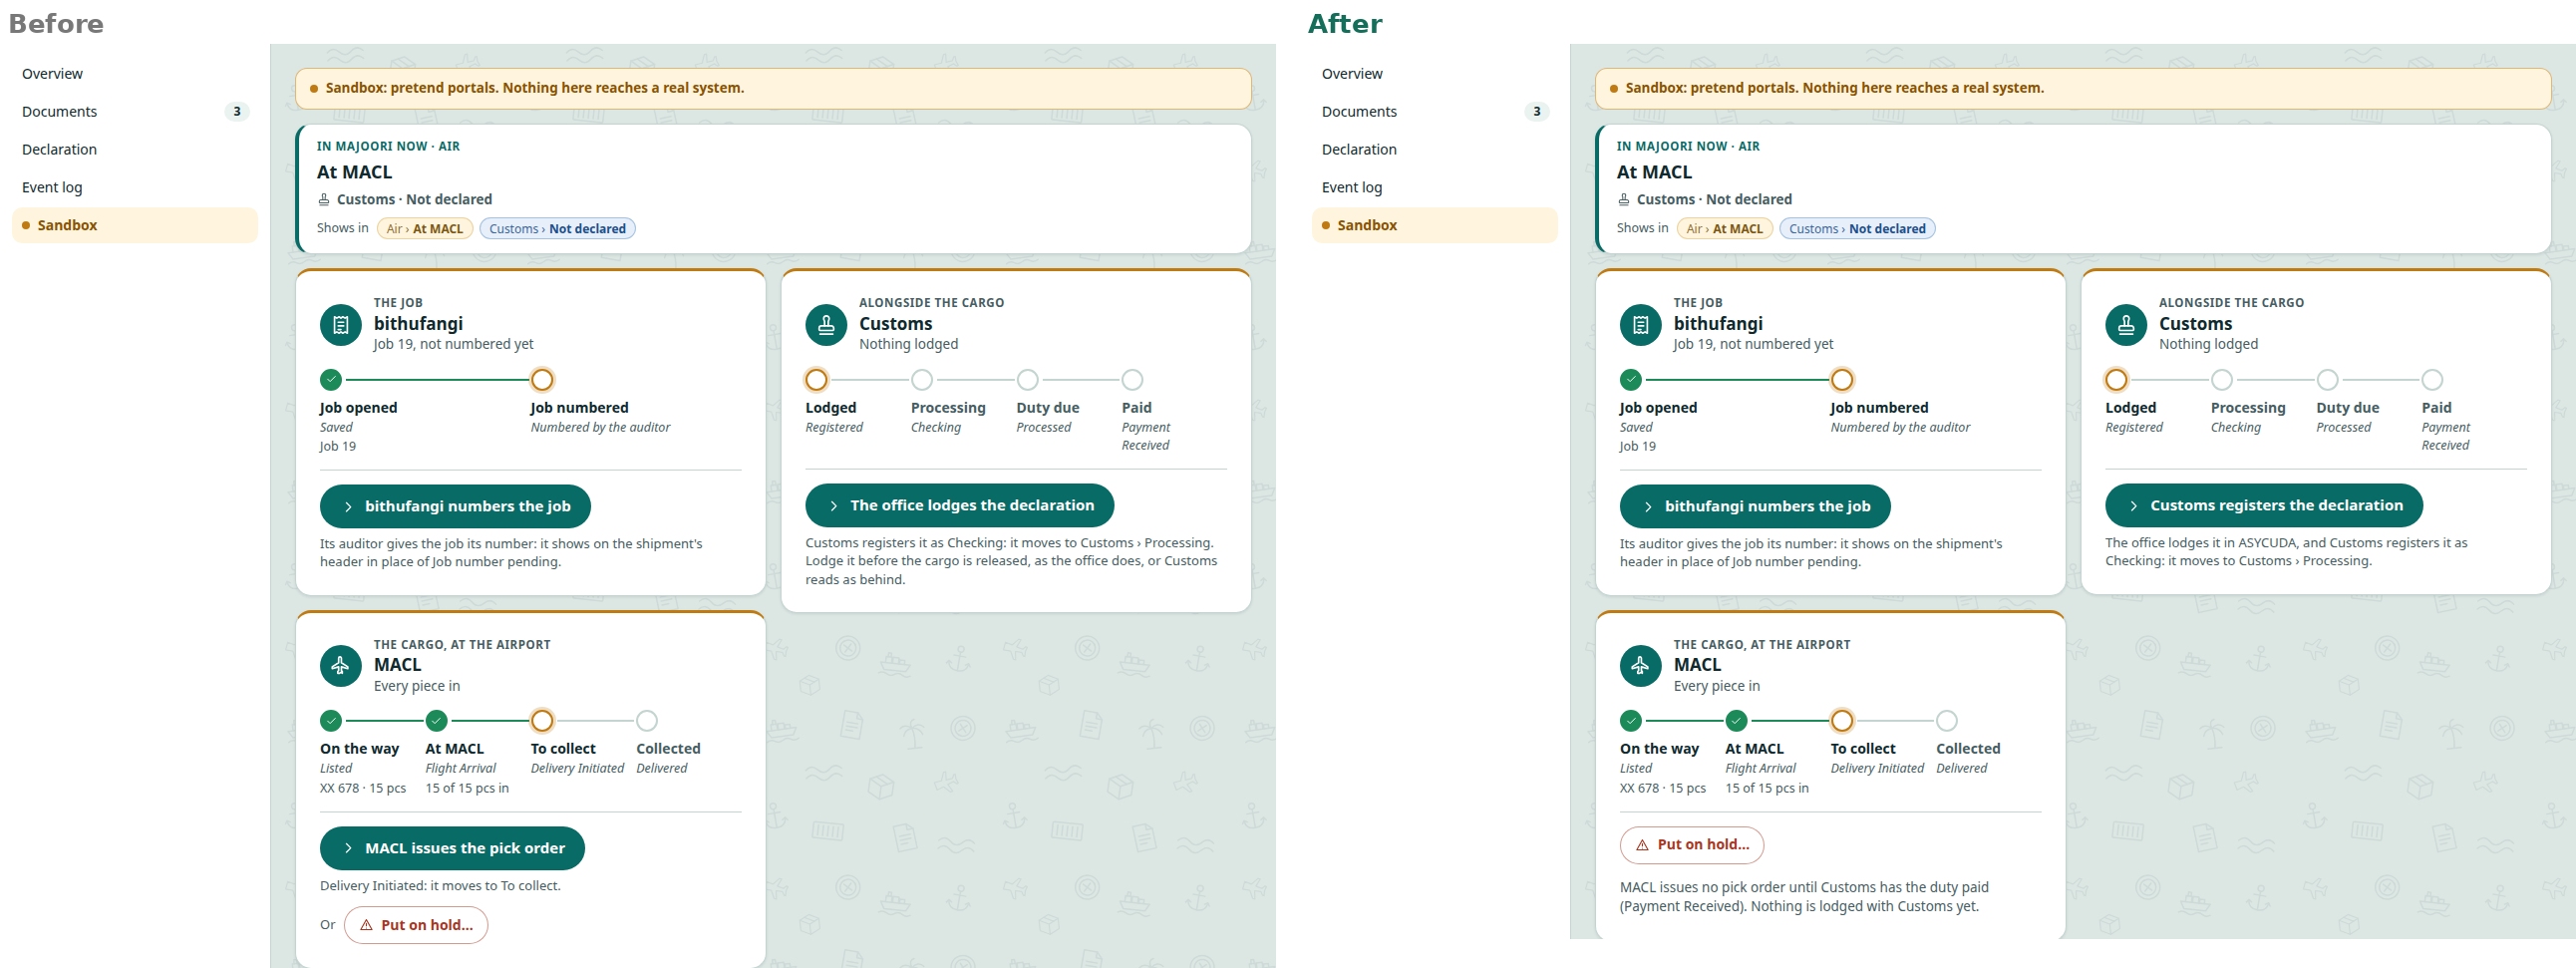 Before
Overview
Documents 3
Declaration
Event log
Sandbox
Sandbox: pretend portals. Nothing here reaches a real system.
IN MAJOORI NOW · AIR
At MACL
Customs · Not declared
Shows in Air › At MACL Customs › Not declared
THE JOB
bithufangi
Job 19, not numbered yet
Job opened Job numbered
Saved Numbered by the auditor
Job 19
bithufangi numbers the job
Its auditor gives the job its number: it shows on the shipment's
header in place of Job number pending.
ALONGSIDE THE CARGO
Customs
Nothing lodged
Lodged Processing Duty due Paid
Registered Checking Processed Payment
Received
The office lodges the declaration
Customs registers it as Checking: it moves to Customs › Processing.
Lodge it before the cargo is released, as the office does, or Customs
reads as behind.
THE CARGO, AT THE AIRPORT
MACL
Every piece in
On the way At MACL To collect Collected
Listed Flight Arrival Delivery Initiated Delivered
XX 678 · 15 pcs 15 of 15 pcs in
MACL issues the pick order
Delivery Initiated: it moves to To collect.
Or Put on hold...
After
Overview
Documents 3
Declaration
Event log
Sandbox
Sandbox: pretend portals. Nothing here reaches a real system.
IN MAJOORI NOW · AIR
At MACL
Customs · Not declared
Shows in Air › At MACL Customs › Not declared
THE JOB
bithufangi
Job 19, not numbered yet
Job opened Job numbered
Saved Numbered by the auditor
Job 19
bithufangi numbers the job
Its auditor gives the job its number: it shows on the shipment's
header in place of Job number pending.
ALONGSIDE THE CARGO
Customs
Nothing lodged
Lodged Processing Duty due Paid
Registered Checking Processed Payment
Received
Customs registers the declaration
The office lodges it in ASYCUDA, and Customs registers it as
Checking: it moves to Customs › Processing.
THE CARGO, AT THE AIRPORT
MACL
Every piece in
On the way At MACL To collect Collected
Listed Flight Arrival Delivery Initiated Delivered
XX 678 · 15 pcs 15 of 15 pcs in
Put on hold...
MACL issues no pick order until Customs has the duty paid
(Payment Received). Nothing is lodged with Customs yet.